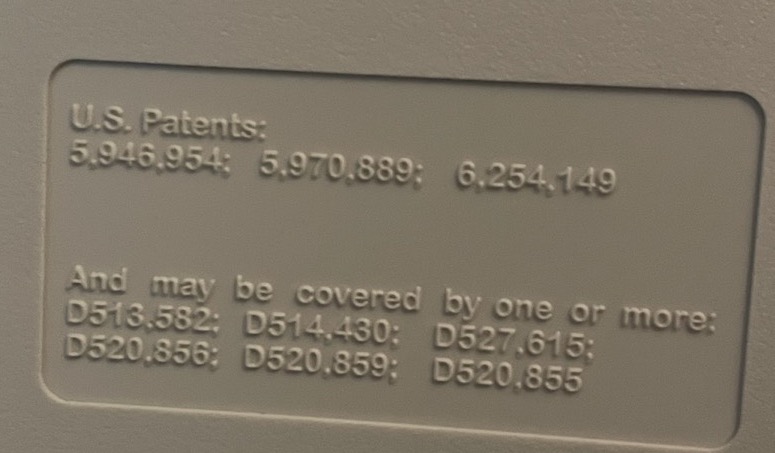 U.S. Patents:
5,946,954; 5,970,889; 6,254,149
And may be covered by one or more:
D513,582; D514,430; D527,615;
D520,856; D520,859; D520,855